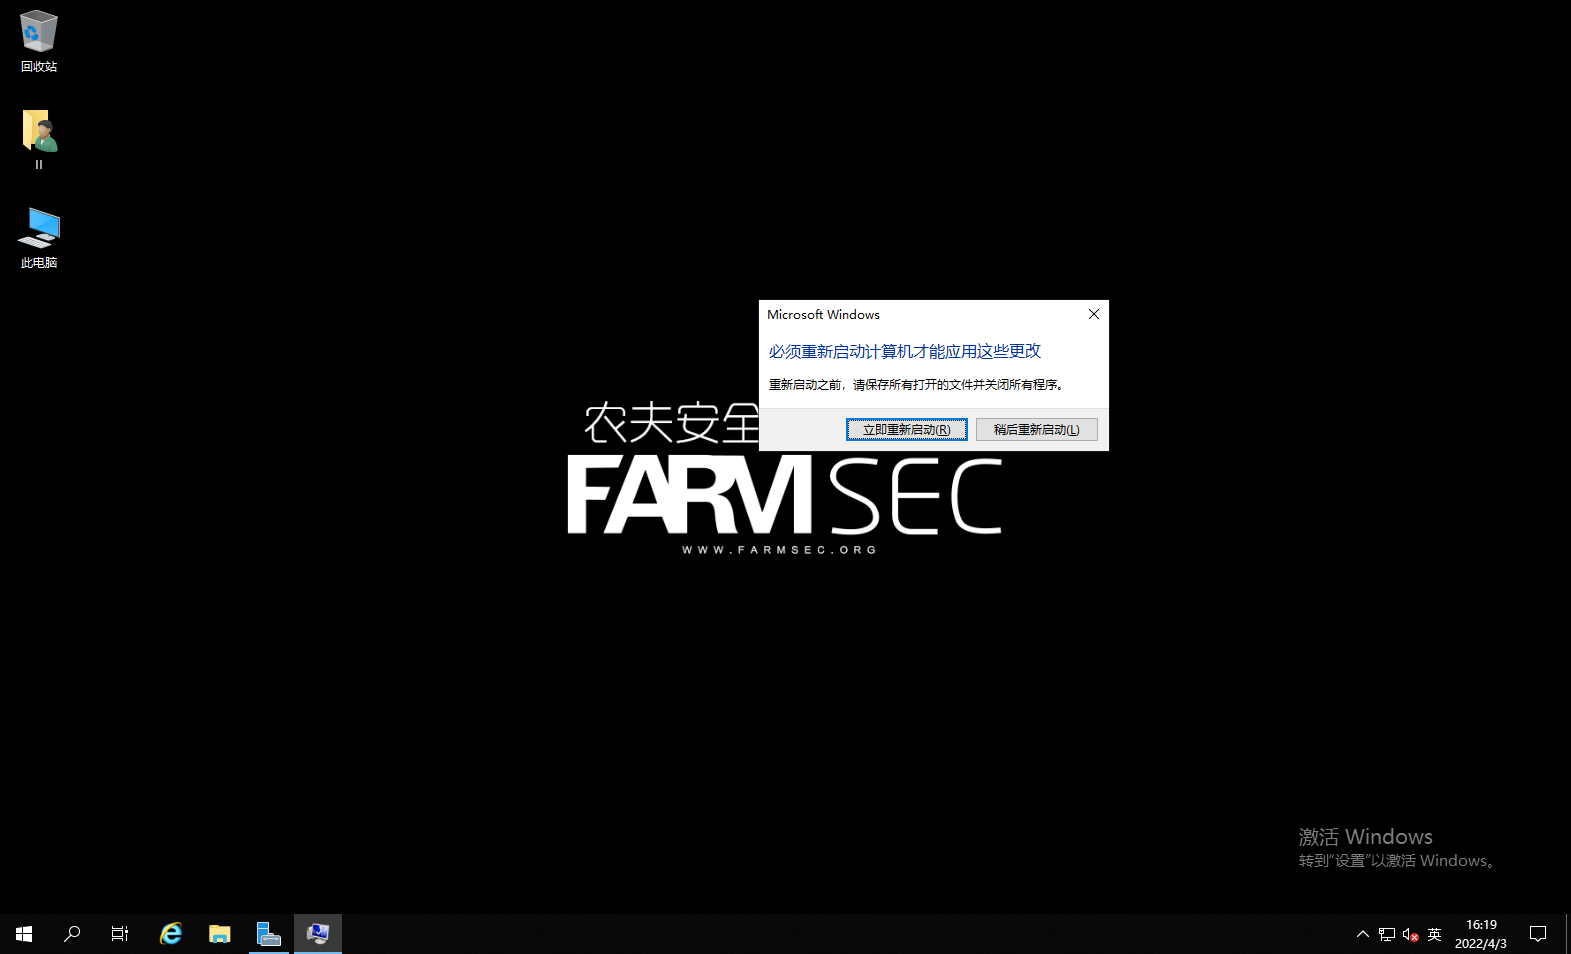 回收站
II
此电脑
Microsoft Windows
必须重新启动计算机才能应用这些更改
重新启动之前，请保存所有打开的文件并关闭所有程序。
立即重新启动(R)
稍后重新启动(L)
农夫安全
FARMSEC
WWW.FARMSEC.ORG
激活 Windows
转到“设置”以激活 Windows。
英
16:19
2022/4/3